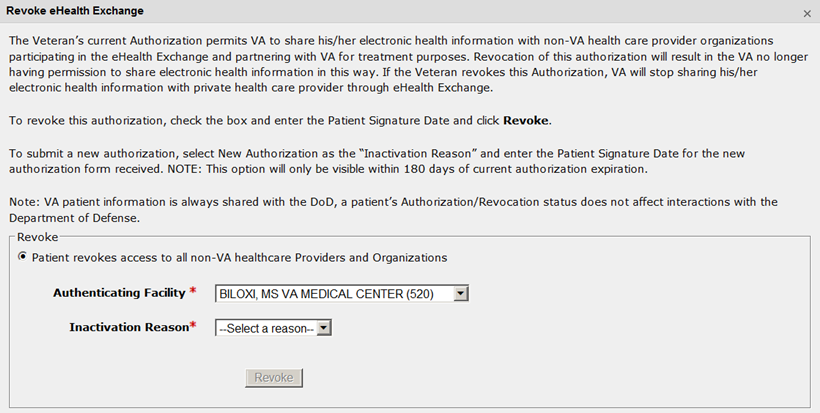 Revoke eHealth Exchange
The Veteran's current Authorization permits VA to share his/her electronic health information with non-VA health care provider organizations
participating in the eHealth Exchange and partnering with VA for treatment purposes. Revocation of this authorization will result in the VA no longer
having permission to share electronic health information in this way. If the Veteran revokes this Authorization, VA will stop sharing his/her
electronic health information with private health care provider through eHealth Exchange.
To revoke this authorization, check the box and enter the Patient Signature Date and click Revoke.
To submit a new authorization, select New Authorization as the “Inactivation Reason” and enter the Patient Signature Date for the new
authorization form received. NOTE: This option will only be visible within 180 days of current authorization expiration.
Note: VA patient information is always shared with the DoD, a patient's Authorization/Revocation status does not affect interactions with the
Department of Defense.
Revoke
Patient revokes access to all non-VA healthcare Providers and Organizations
Authenticating Facility * BILOXI, MS VA MEDICAL CENTER (520)
Inactivation Reason* --Select a reason--
Revoke